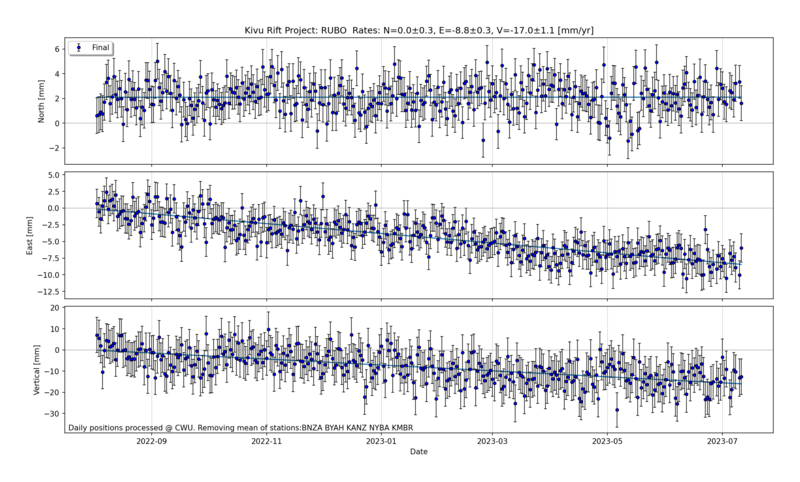 Kivu Rift Project: RUBO  Rates: N=0.0±0.3, E=-8.8±0.3, V=-17.0±1.1 [mm/yr]
Final
North [mm]
6
4
2
0
−2
East [mm]
5.0
2.5
0.0
−2.5
−5.0
−7.5
−10.0
−12.5
Vertical [mm]
20
10
0
−10
−20
−30
Daily positions processed @ CWU. Removing mean of stations:BNZA BYAH KANZ NYBA KMBR
2022-09 2022-11 2023-01 2023-03 2023-05 2023-07
Date